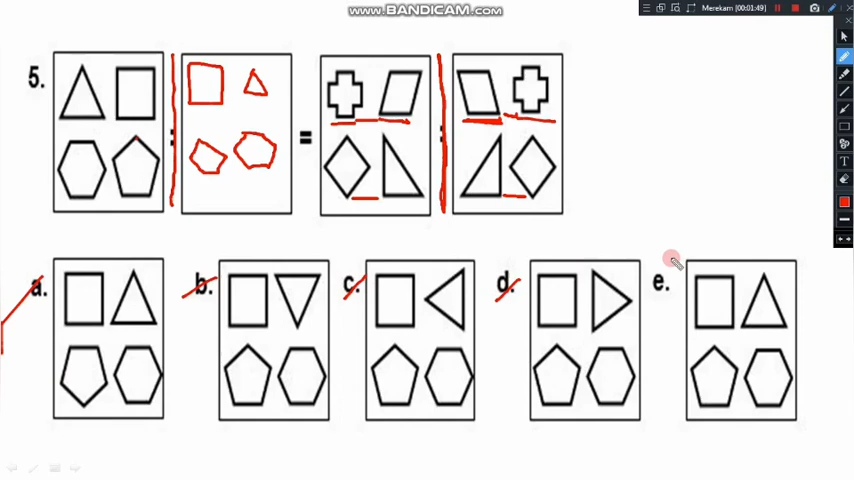 WWW.BANDICAM.COM
Merekam [00:01:49]
5.
:
=
:
a.
b.
c.
d.
e.
T